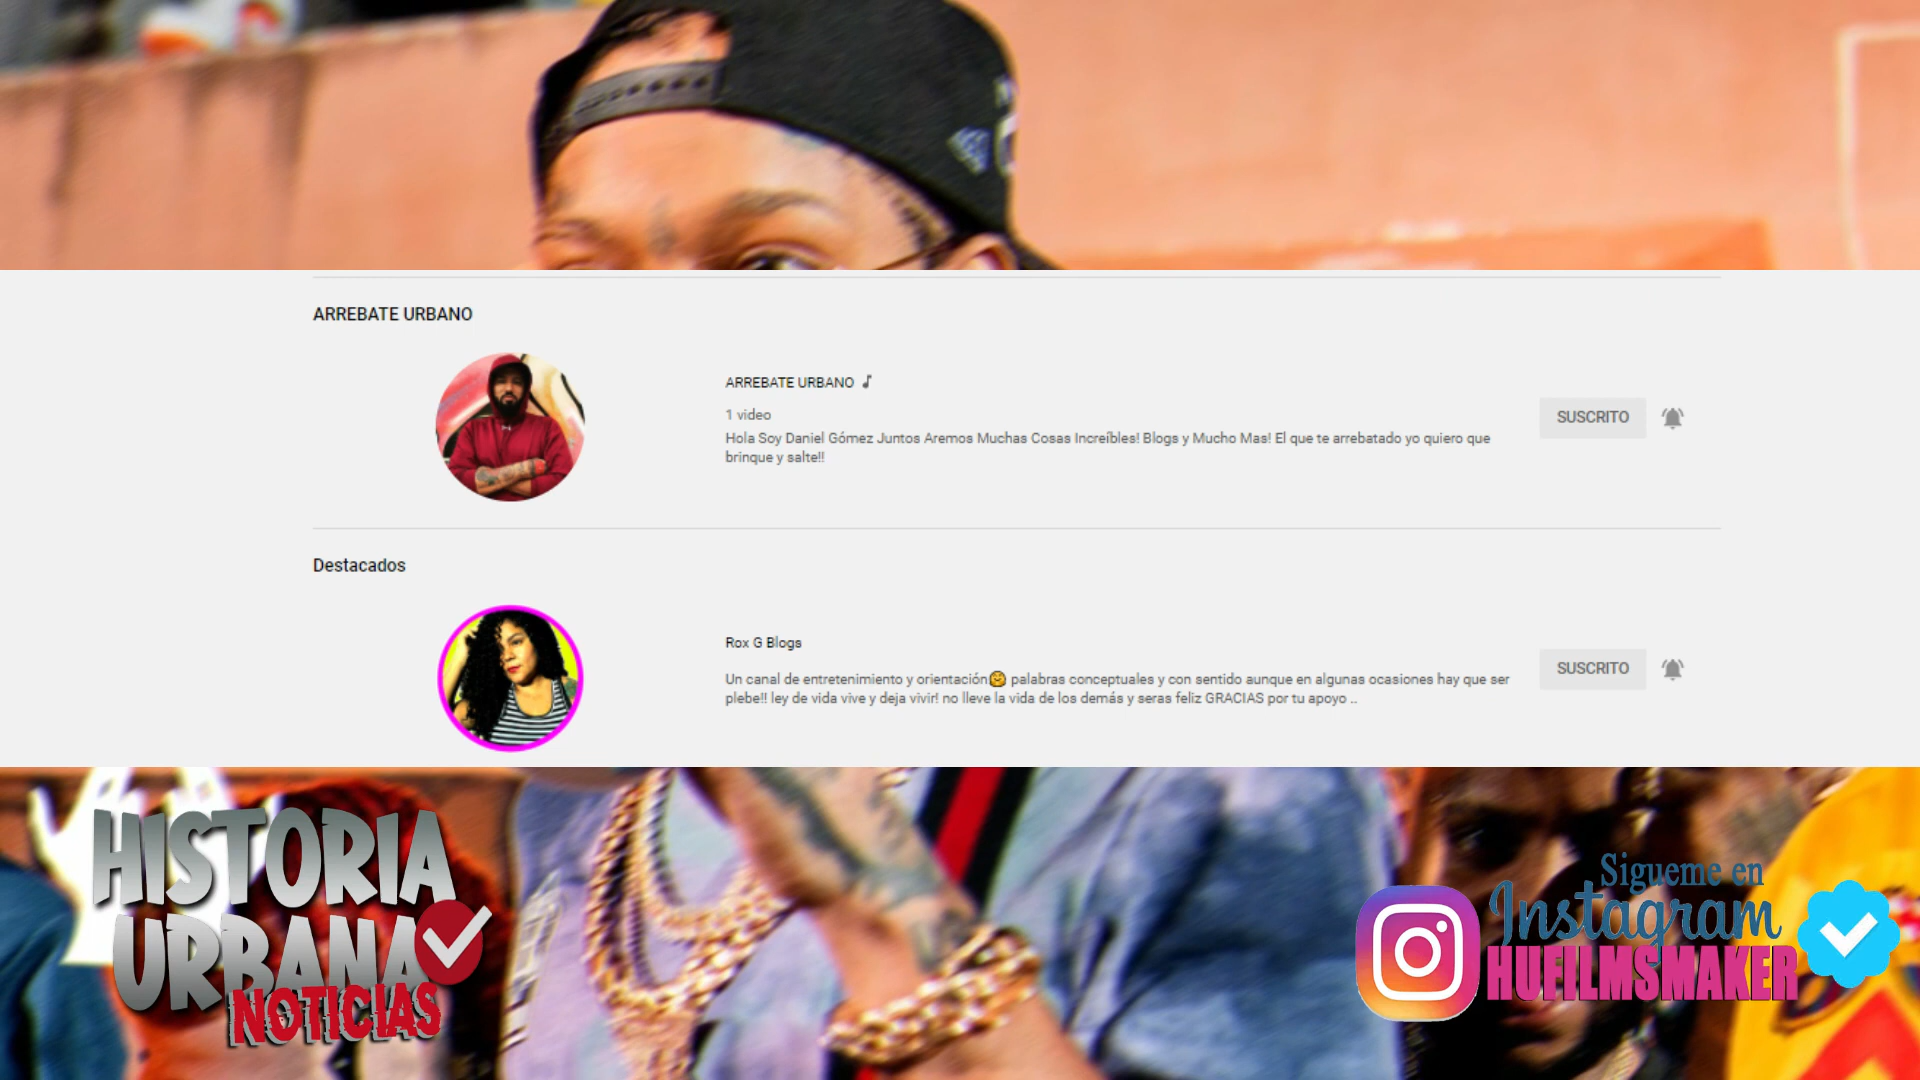 ARREBATE URBANO
ARREBATE URBANO
1 video
Hola Soy Daniel Gómez Juntos Aremos Muchas Cosas Increíbles! Blogs y Mucho Mas! El que te arrebatado yo quiero que
brinque y salte!!
SUSCRITO
Destacados
Rox G Blogs
Un canal de entretenimiento y orientación🤗 palabras conceptuales y con sentido aunque en algunas ocasiones hay que ser
plebe!! ley de vida vive y deja vivir! no lleve la vida de los demás y seras feliz GRACIAS por tu apoyo ..
SUSCRITO
HISTORIA
URBANA
NOTICIAS
Sigueme en
Instagram
HUFILMSMAKER